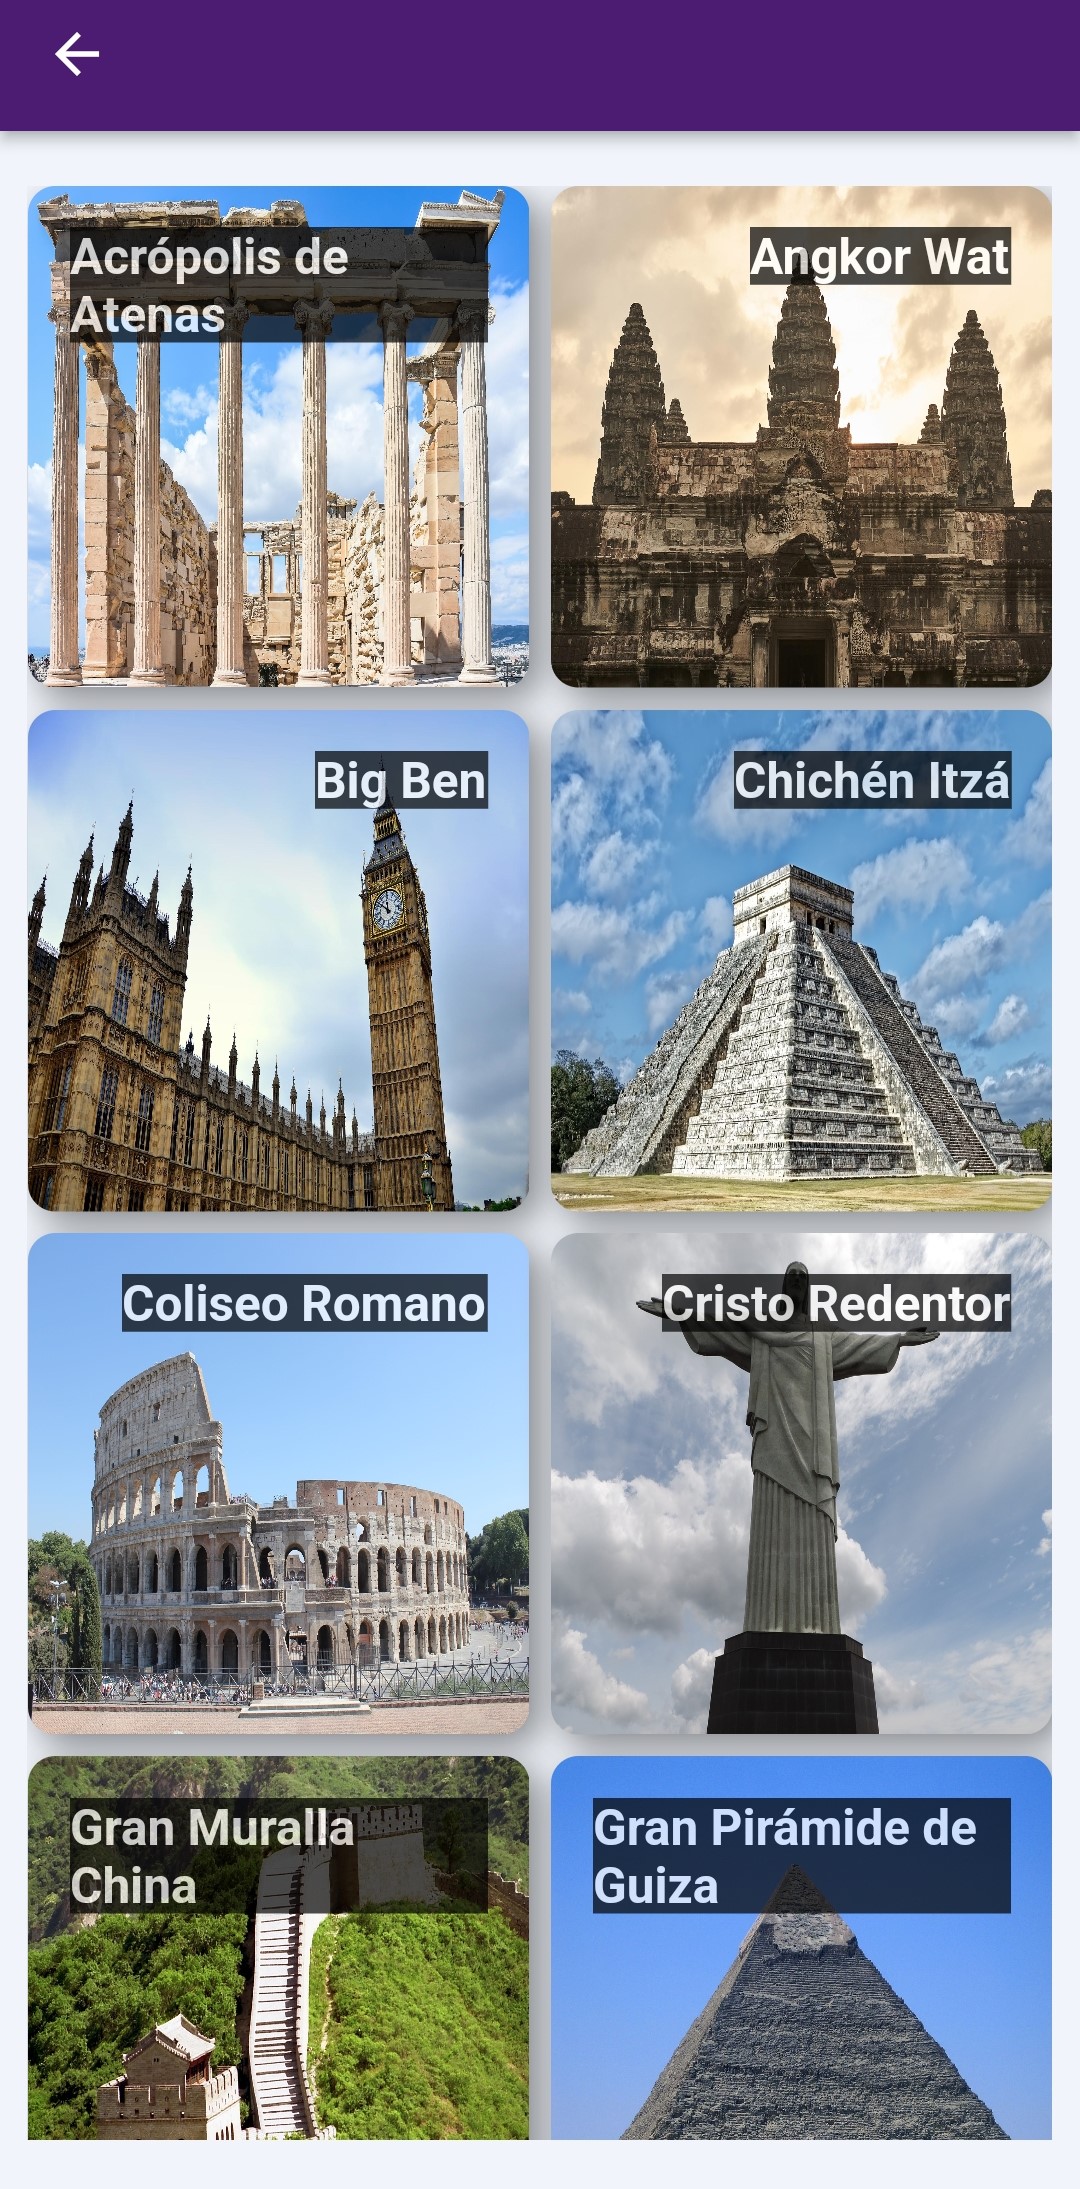 Acrópolis de
Atenas
Angkor Wat
Big Ben
Chichén Itzá
Coliseo Romano
Cristo Redentor
Gran Muralla
China
Gran Pirámide de
Guiza